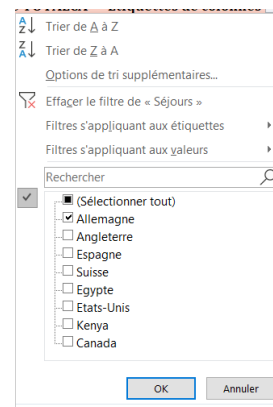 Trier de A à Z
Trier de Z à A
Options de tri supplémentaires...
Effacer le filtre de « Séjours »
Filtres s'appliquant aux étiquettes
Filtres s'appliquant aux valeurs
Rechercher
(Sélectionner tout)
Allemagne
Angleterre
Espagne
Suisse
Egypte
Etats-Unis
Kenya
Canada
OK Annuler